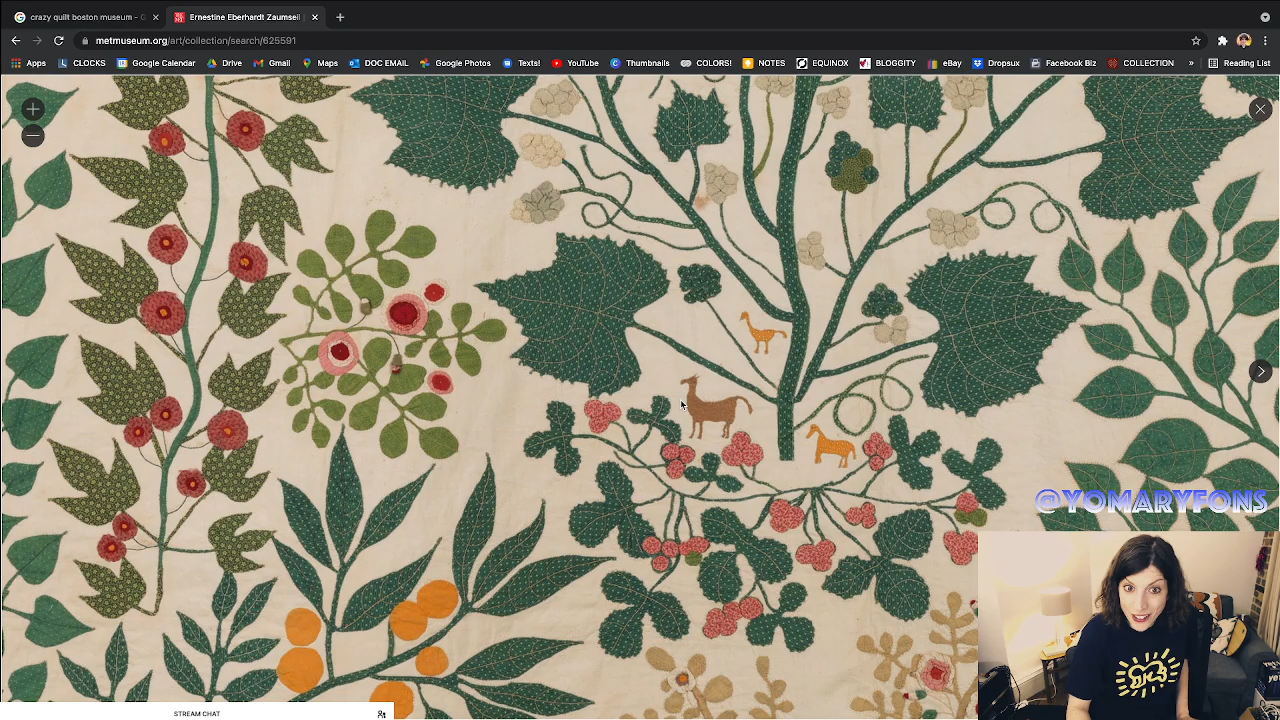 crazy quilt boston museum – G
Ernestine Eberhardt Zaumseil |
metmuseum.org/art/collection/search/625591
Apps CLOCKS Google Calendar Drive Gmail Maps DOC EMAIL Google Photos Texts! YouTube Thumbnails COLORS! NOTES EQUINOX BLOGGITY eBay Dropsux Facebook Biz COLLECTION » Reading List
@YOMARYFONS
STREAM CHAT